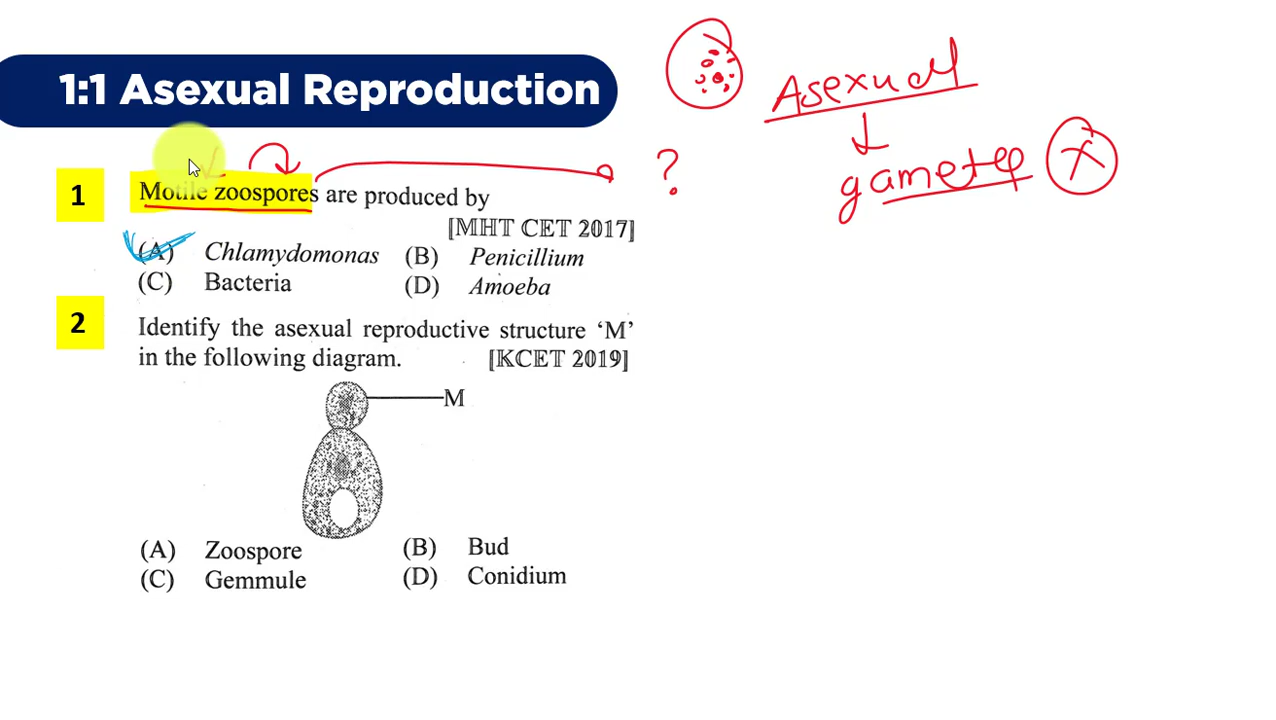 1:1 Asexual Reproduction
Asexual
gametes X
?
1 Motile zoospores are produced by
[MHT CET 2017]
(A) Chlamydomonas (B) Penicillium
(C) Bacteria (D) Amoeba
2 Identify the asexual reproductive structure ‘M’
in the following diagram. [KCET 2019]
M
(A) Zoospore (B) Bud
(C) Gemmule (D) Conidium